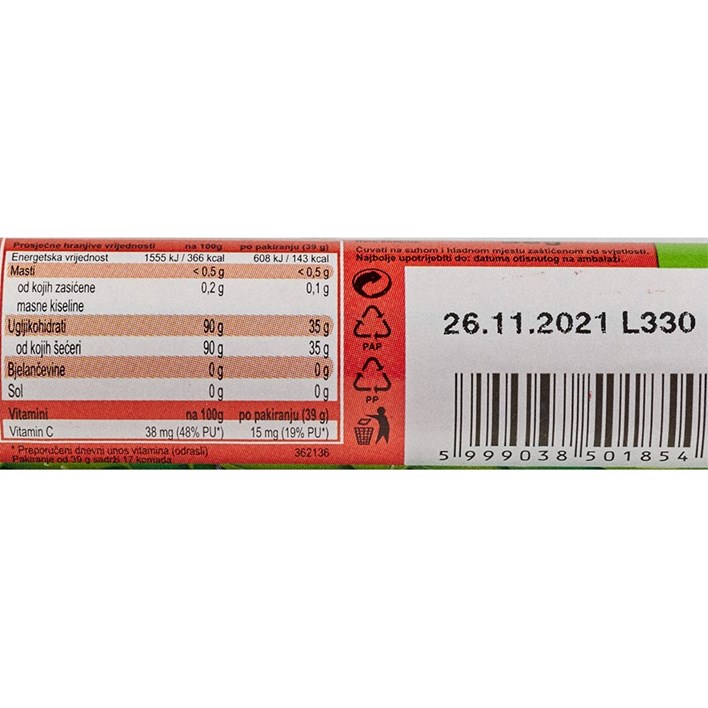 Prosječne hranjive vrijednosti na 100g po pakiranju (39 g)
Energetska vrijednost 1555 kJ / 366 kcal 608 kJ / 143 kcal
Masti < 0.5 g < 0,5 g
od kojih zasićene 0,2 g 0,1 g
masne kiseline
Ugljikohidrati 90 g 35 g
od kojih šećeri 90 g 35 g
Bjelančevine 0 g 0 g
Sol 0 g 0 g
Vitamini na 100g po pakiranju (39 g)
Vitamin C 38 mg (48% PU*) 15 mg (19% PU*)
* Preporučeni dnevni unos vitamina (odrasli) 362136
Pakiranje od 39 g sadrži 17 komada
Čuvati na suhom i hladnom mjestu zaštićenom od svjetlosti.
Najbolje upotrijebiti do: datuma otisnutog na ambalaži.
PAP
PP
26.11.2021 L330
5 999038 501854